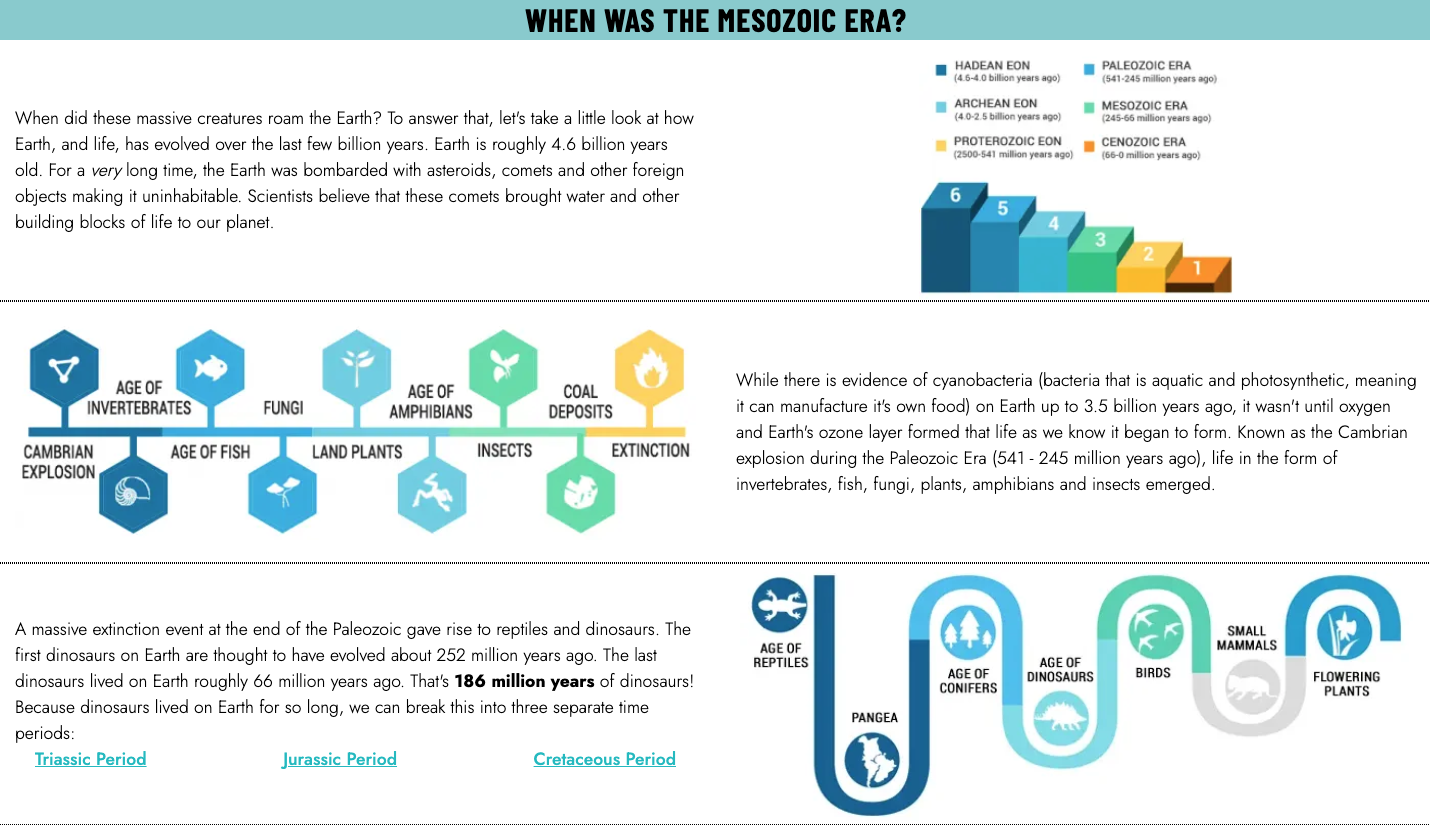 WHEN WAS THE MESOZOIC ERA?
When did these massive creatures roam the Earth? To answer that, let's take a little look at how
Earth, and life, has evolved over the last few billion years. Earth is roughly 4.6 billion years
old. For a very long time, the Earth was bombarded with asteroids, comets and other foreign
objects making it uninhabitable. Scientists believe that these comets brought water and other
building blocks of life to our planet.
HADEAN EON
(4.6-4.0 billion years ago)
PALEOZOIC ERA
(541-245 million years ago)
ARCHEAN EON
(4.0-2.5 billion years ago)
MESOZOIC ERA
(245-66 million years ago)
PROTEROZOIC EON
(2500-541 million years ago)
CENOZOIC ERA
(66-0 million years ago)
6
5
4
3
2
1
CAMBRIAN
EXPLOSION
AGE OF
INVERTEBRATES
AGE OF FISH
FUNGI
LAND PLANTS
AGE OF
AMPHIBIANS
INSECTS
COAL
DEPOSITS
EXTINCTION
While there is evidence of cyanobacteria (bacteria that is aquatic and photosynthetic, meaning
it can manufacture it's own food) on Earth up to 3.5 billion years ago, it wasn't until oxygen
and Earth's ozone layer formed that life as we know it began to form. Known as the Cambrian
explosion during the Paleozoic Era (541 - 245 million years ago), life in the form of
invertebrates, fish, fungi, plants, amphibians and insects emerged.
A massive extinction event at the end of the Paleozoic gave rise to reptiles and dinosaurs. The
first dinosaurs on Earth are thought to have evolved about 252 million years ago. The last
dinosaurs lived on Earth roughly 66 million years ago. That's 186 million years of dinosaurs!
Because dinosaurs lived on Earth for so long, we can break this into three separate time
periods:
Triassic Period
Jurassic Period
Cretaceous Period
AGE OF
REPTILES
PANGEA
AGE OF
CONIFERS
AGE OF
DINOSAURS
BIRDS
SMALL
MAMMALS
FLOWERING
PLANTS